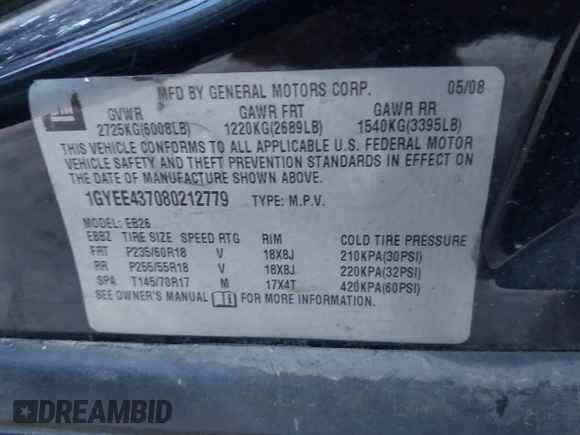 MFD BY GENERAL MOTORS CORP. 05/08
GM
GVWR GAWR FRT GAWR RR
2725KG(6008LB) 1220KG(2689LB) 1540KG(3395LB)
THIS VEHICLE CONFORMS TO ALL APPLICABLE U.S. FEDERAL MOTOR
VEHICLE SAFETY AND THEFT PREVENTION STANDARDS IN EFFECT ON
THE DATE OF MANUFACTURE SHOWN ABOVE.
1GYEE437080212779 TYPE: M.P.V.
MODEL: EB26
EBBZ TIRE SIZE SPEED RTG RIM COLD TIRE PRESSURE
FRT P235/60R18 V 18X8J 210KPA(30PSI)
RR P255/55R18 V 18X8J 220KPA(32PSI)
SPA T145/70R17 M 17X4T 420KPA(60PSI)
SEE OWNER'S MANUAL i FOR MORE INFORMATION.
DREAMBID